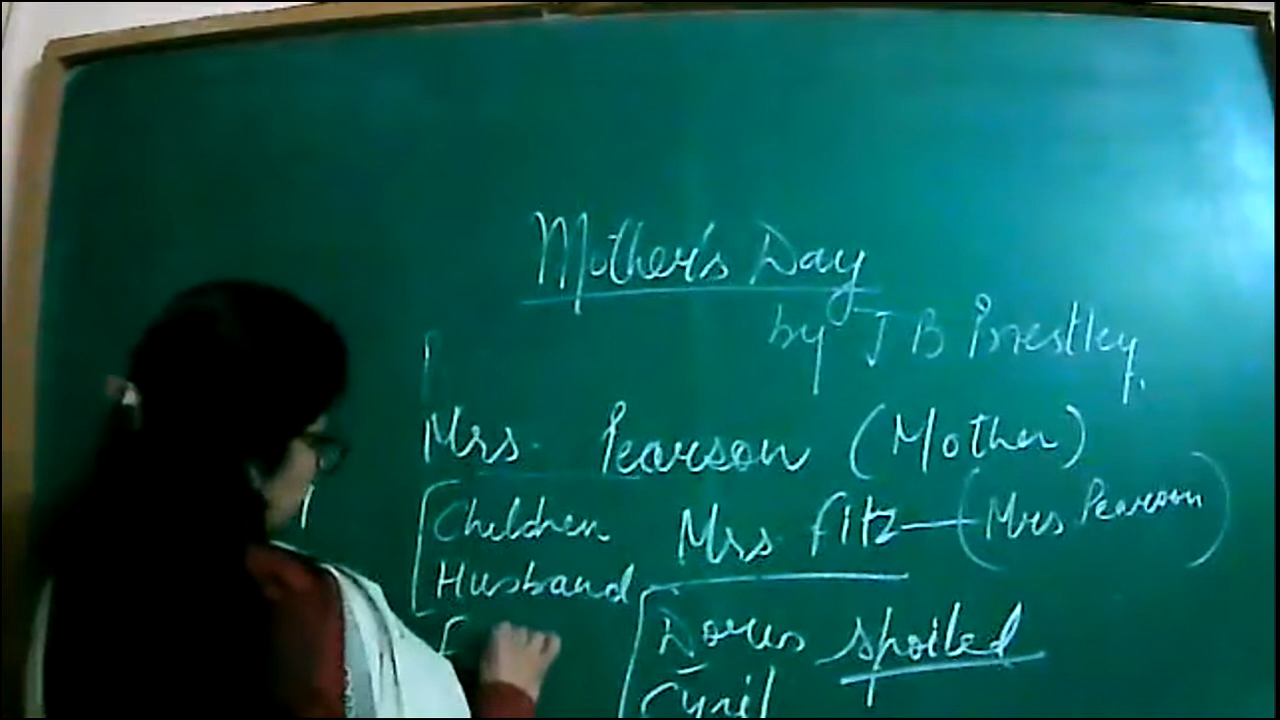 Mother's Day
by J B Priestley
Mrs. Pearson (Mother)
Children Mrs Fitz—(Mrs Pearson)
Husband
Doris spoiled
Cyril